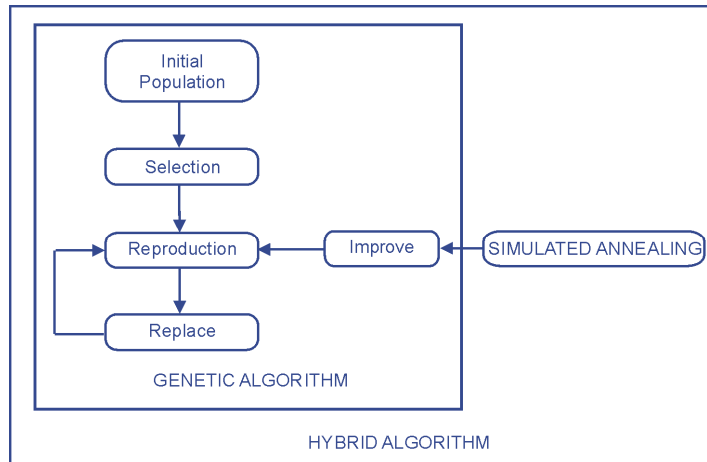 Initial
Population
Selection
Reproduction
Improve
SIMULATED ANNEALING
Replace
GENETIC ALGORITHM
HYBRID ALGORITHM